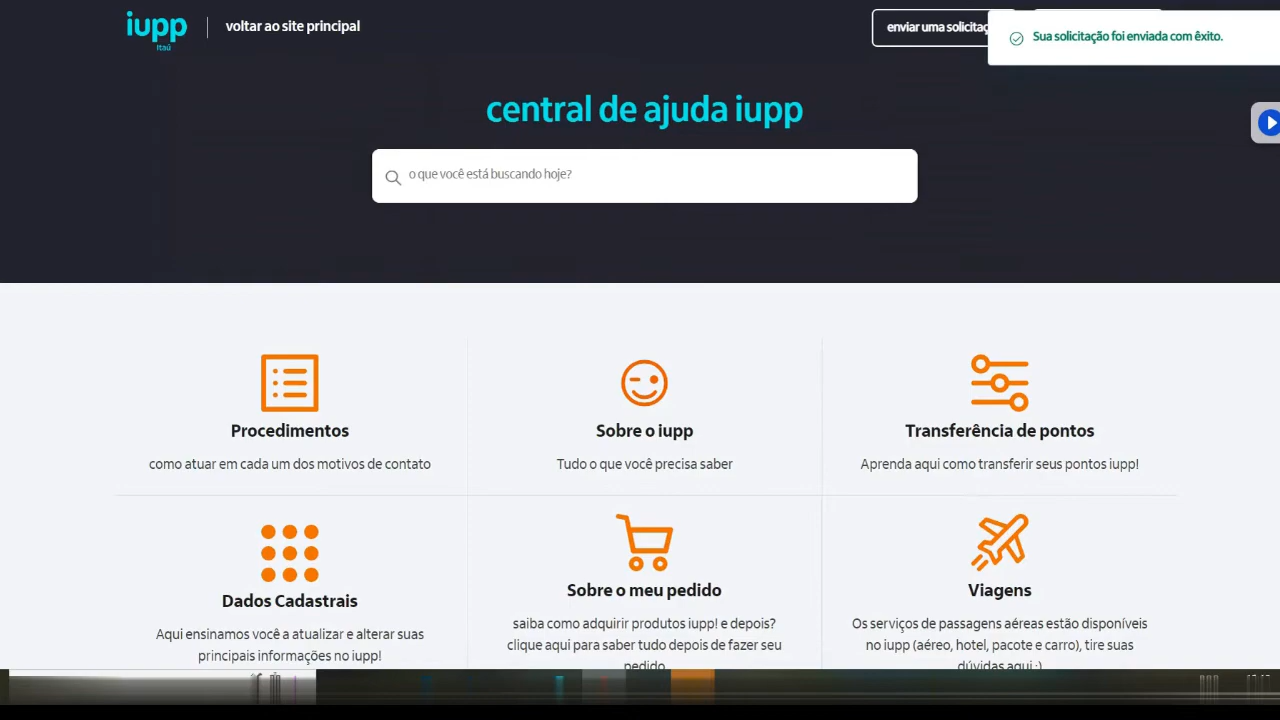 iupp
Itaú
voltar ao site principal
enviar uma
Sua solicitação foi enviada com êxito.
central de ajuda iupp
o que você está buscando hoje?
Procedimentos
como atuar em cada um dos motivos de contato
Sobre o iupp
Tudo o que você precisa saber
Transferência de pontos
Aprenda aqui como transferir seus pontos iupp!
Dados Cadastrais
Aqui ensinamos você a atualizar e alterar suas
principais informações no iupp!
Sobre o meu pedido
saiba como adquirir produtos iupp! e depois?
clique aqui para saber tudo depois de fazer seu
pedido
Viagens
Os serviços de passagens aéreas estão disponíveis
no iupp (aéreo, hotel, pacote e carro), tire suas
dúvidas aqui :)